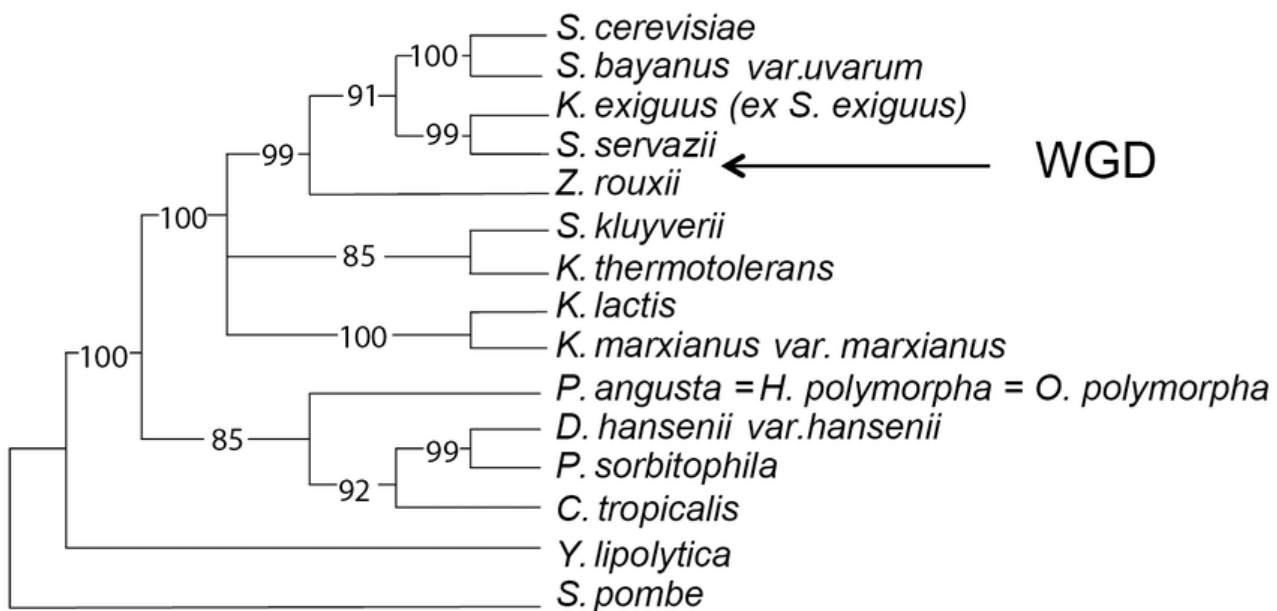 S. cerevisiae
100
S. bayanus var.uvarum
91
K. exiguus (ex S. exiguus)
99
S. servazii
99
WGD
Z. rouxii
100
S. kluyverii
85
K. thermotolerans
K. lactis
100
K. marxianus var. marxianus
100
P. angusta = H. polymorpha = O. polymorpha
D. hansenii var.hansenii
85
99
P. sorbitophila
92
C. tropicalis
Y. lipolytica
S. pombe